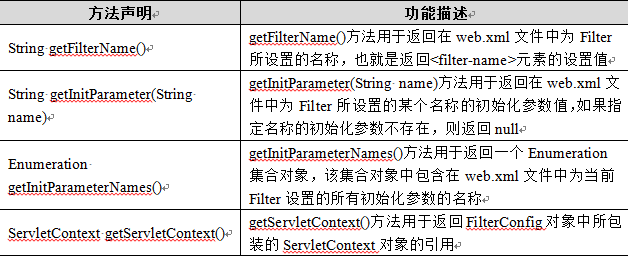 方法声明 功能描述
String getFilterName() getFilterName()方法用于返回在 web.xml 文件中为 Filter
所设置的名称，也就是返回<filter-name>元素的设置值
String getInitParameter(String getInitParameter(String name)方法用于返回在 web.xml 文
name) 件中为 Filter 所设置的某个名称的初始化参数值,如果指
定名称的初始化参数不存在，则返回 null
Enumeration getInitParameterNames()方法用于返回一个 Enumeration
getInitParameterNames() 集合对象，该集合对象中包含在 web.xml 文件中为当前
Filter 设置的所有初始化参数的名称
ServletContext getServletContext() getServletContext()方法用于返回 FilterConfig 对象中所包
装的 ServletContext 对象的引用